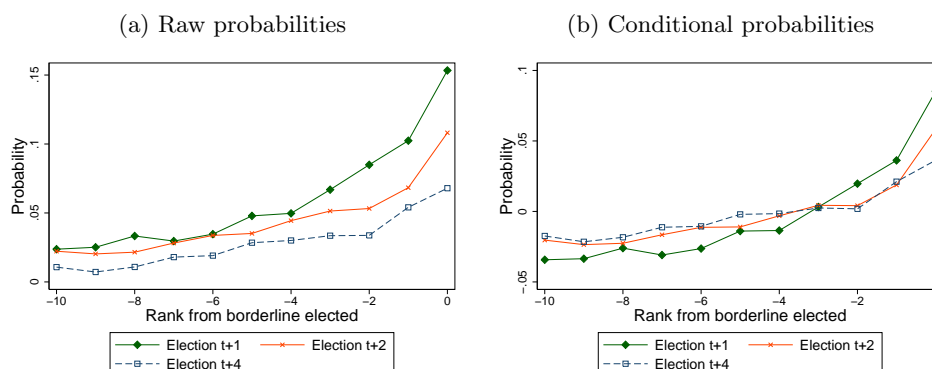 (a) Raw probabilities
(b) Conditional probabilities
Probability
0
.05
.1
.15
−10
−8
−6
−4
−2
0
Rank from borderline elected
Election t+1
Election t+2
Election t+4
Probability
−.05
0
.05
.1
−10
−8
−6
−4
−2
Rank from borderline elected
Election t+1
Election t+2
Election t+4